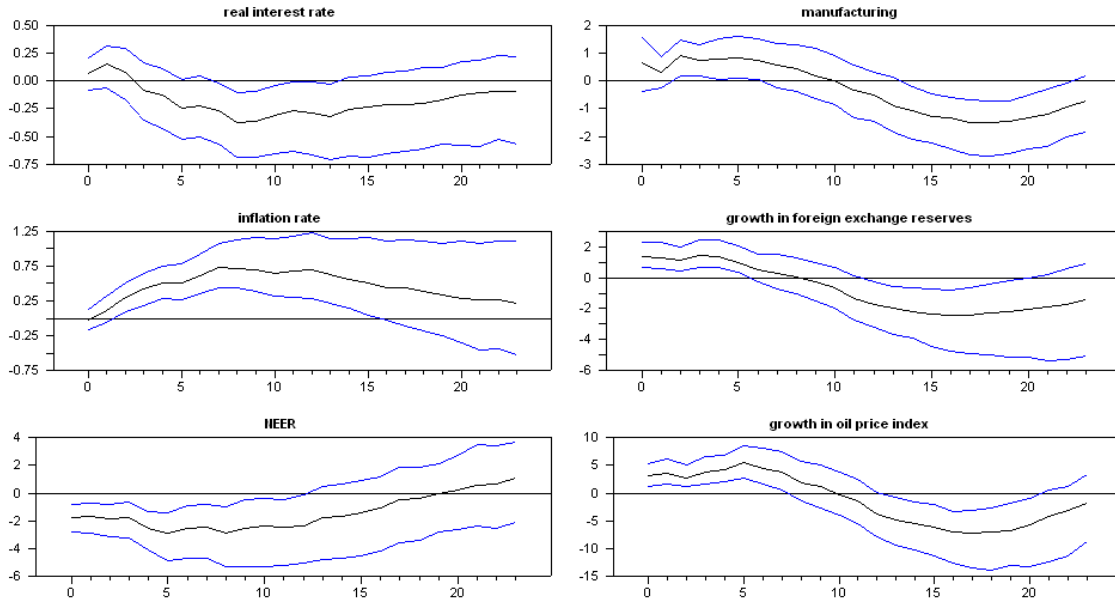 real interest rate
0.50
0.25
0.00
-0.25
-0.50
-0.75
0 5 10 15 20
manufacturing
2
1
0
-1
-2
-3
0 5 10 15 20
inflation rate
1.25
0.75
0.25
-0.25
-0.75
0 5 10 15 20
growth in foreign exchange reserves
2
0
-2
-4
-6
0 5 10 15 20
NEER
4
2
0
-2
-4
-6
0 5 10 15 20
growth in oil price index
10
5
0
-5
-10
-15
0 5 10 15 20